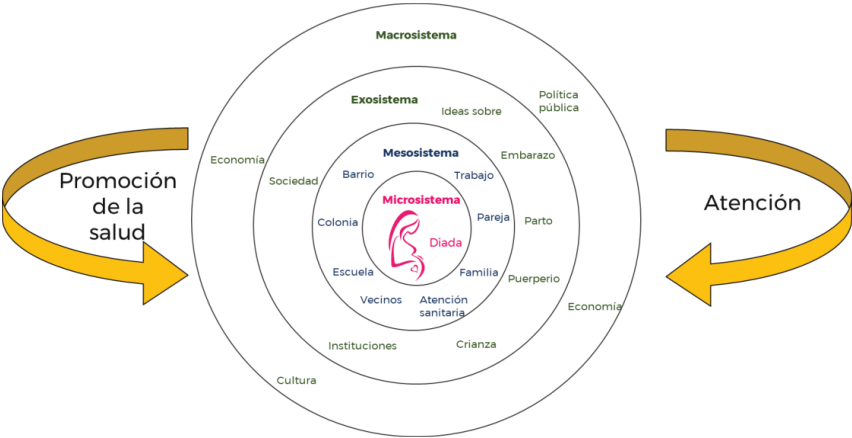 Macrosistema
Exosistema
Política
pública
Ideas sobre
Mesosistema
Embarazo
Economía
Barrio
Trabajo
Sociedad
Promoción
de la
salud
Microsistema
Atención
Colonia
Pareja
Parto
Diada
Escuela
Familia
Puerperio
Vecinos
Atención
sanitaria
Economía
Instituciones
Crianza
Cultura